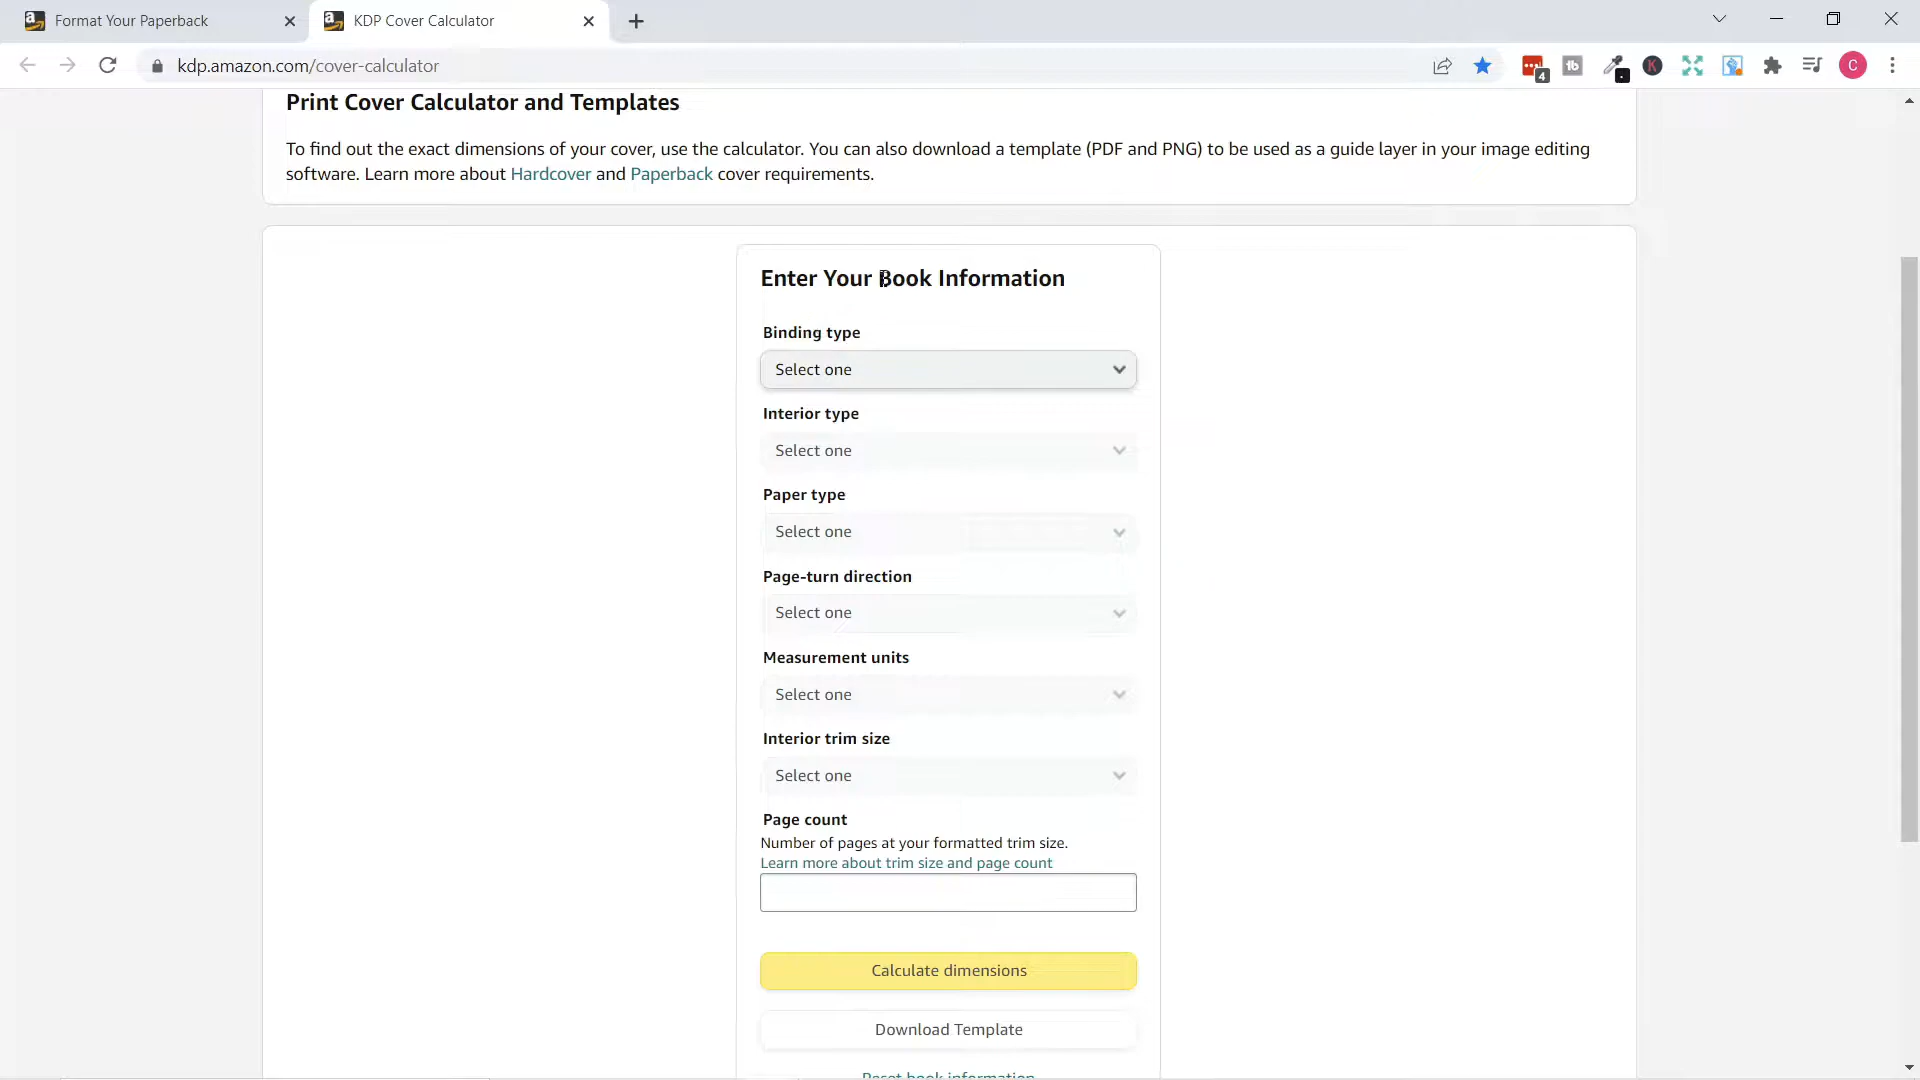 Format Your Paperback
KDP Cover Calculator
kdp.amazon.com/cover-calculator
4
tb
K
C
Print Cover Calculator and Templates
To find out the exact dimensions of your cover, use the calculator. You can also download a template (PDF and PNG) to be used as a guide layer in your image editing
software. Learn more about Hardcover and Paperback cover requirements.
Enter Your Book Information
Binding type
Select one
Interior type
Select one
Paper type
Select one
Page-turn direction
Select one
Measurement units
Select one
Interior trim size
Select one
Page count
Number of pages at your formatted trim size.
Learn more about trim size and page count
Calculate dimensions
Download Template
Reset book information